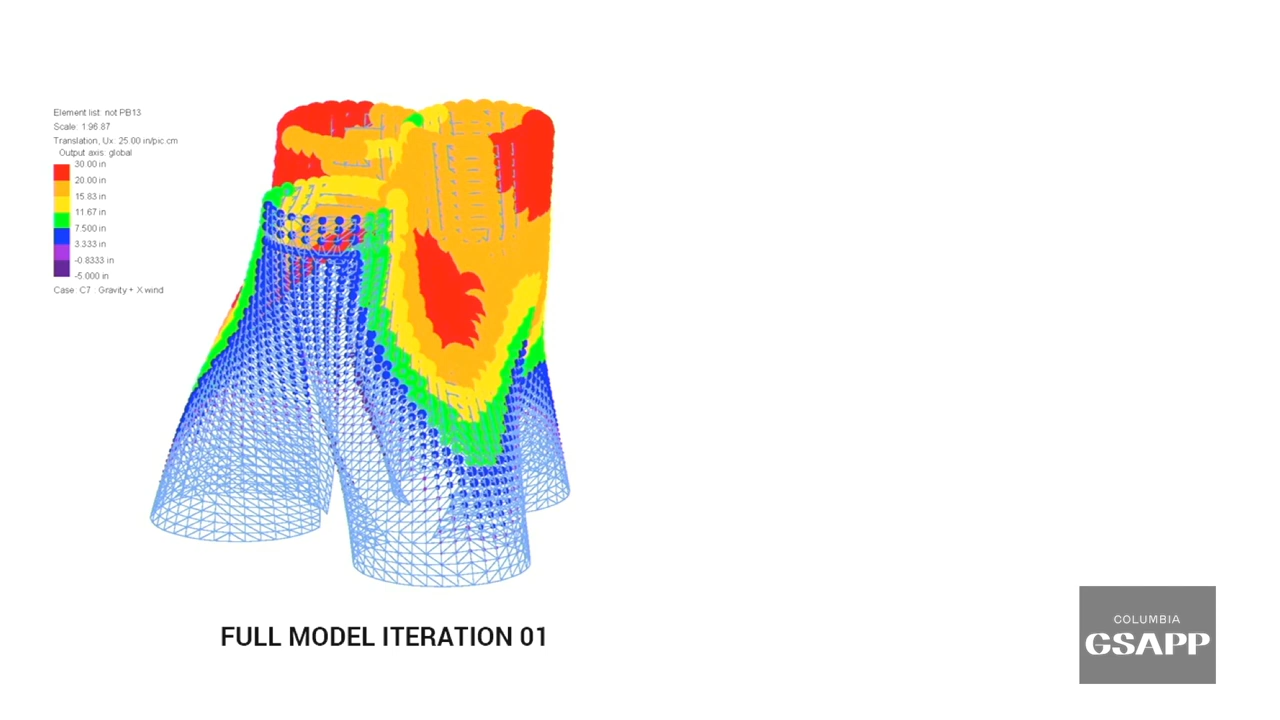 Element list: not PB13
Scale: 1:96.87
Translation, Ux: 25.00 in/pic.cm
Output axis: global
30.00 in
20.00 in
15.83 in
11.67 in
7.500 in
3.333 in
-0.8333 in
-5.000 in
Case: C7 : Gravity + X wind
FULL MODEL ITERATION 01
COLUMBIA
GSAPP